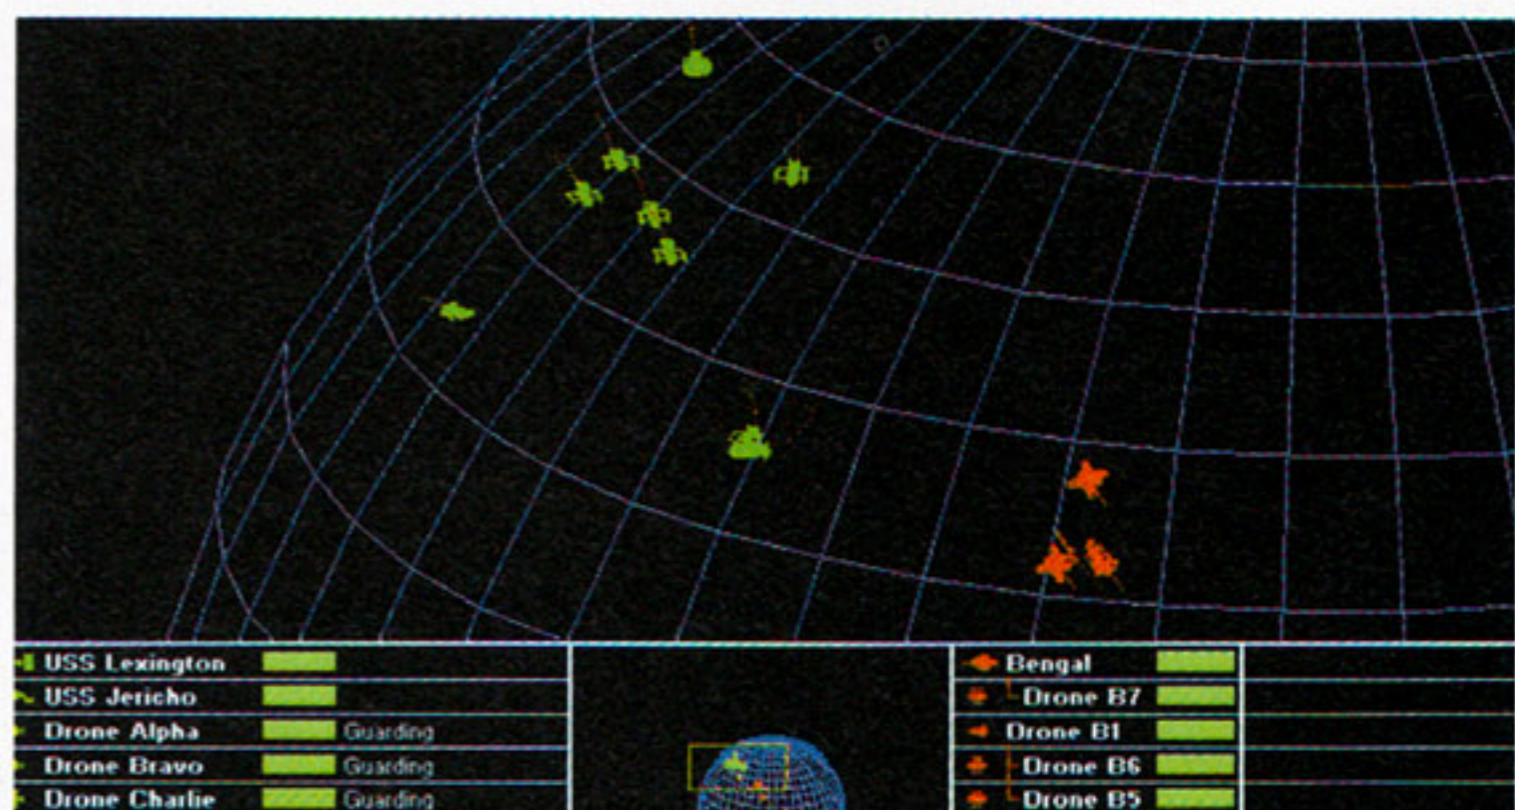 USS Lexington
USS Jericho
Drone Alpha Guarding
Drone Bravo Guarding
Drone Charlie Guarding
Bengal
Drone B7
Drone B1
Drone B6
Drone B5